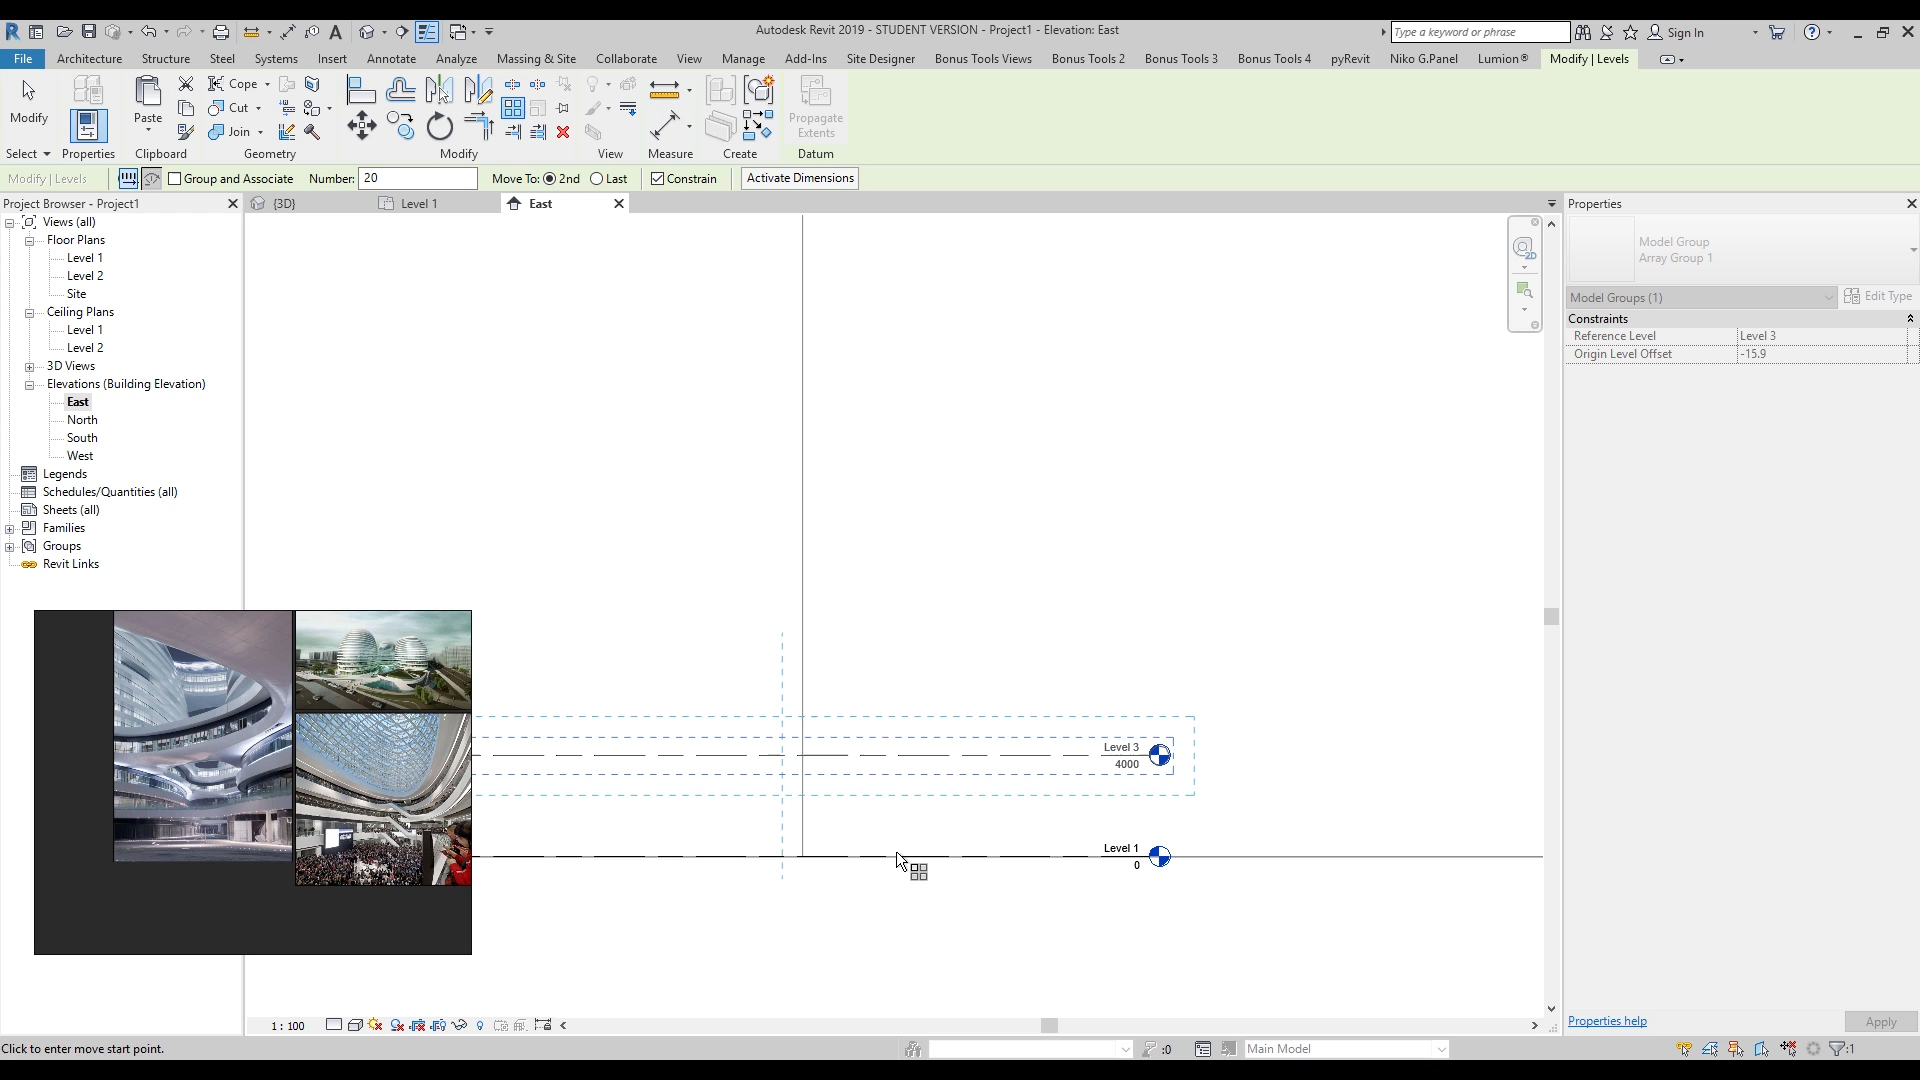 Autodesk Revit 2019 - STUDENT VERSION - Project1 - Elevation: East
Type a keyword or phrase
Sign In
File Architecture Structure Steel Systems Insert Annotate Analyze Massing & Site Collaborate View Manage Add-Ins Site Designer Bonus Tools Views Bonus Tools 2 Bonus Tools 3 Bonus Tools 4 pyRevit Niko G.Panel Lumion® Modify | Levels
Modify
Paste
Cope
Cut
Join
Propagate
Extents
Select Properties Clipboard Geometry Modify View Measure Create Datum
Modify | Levels Group and Associate Number: 20 Move To: 2nd Last Constrain Activate Dimensions
Project Browser - Project1
{3D} Level 1 East
Properties
Views (all)
Floor Plans
Level 1
Level 2
Site
Ceiling Plans
Level 1
Level 2
3D Views
Elevations (Building Elevation)
East
North
South
West
Legends
Schedules/Quantities (all)
Sheets (all)
Families
Groups
Revit Links
2D
Level 3
4000
Level 1
0
Model Group
Array Group 1
Model Groups (1) Edit Type
Constraints
Reference Level Level 3
Origin Level Offset -15.9
Properties help Apply
1 : 100
Click to enter move start point.
:0
Main Model
:1